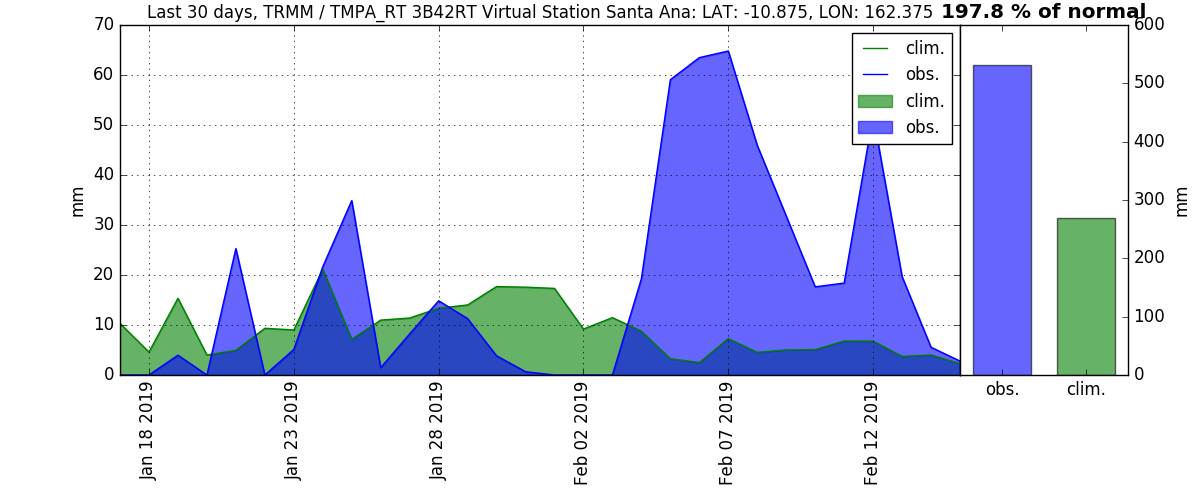 Last 30 days, TRMM / TMPA_RT 3B42RT Virtual Station Santa Ana: LAT: -10.875, LON: 162.375 197.8 % of normal
70
60
50
40
30
20
10
0
mm
clim.
obs.
clim.
obs.
Jan 18 2019
Jan 23 2019
Jan 28 2019
Feb 02 2019
Feb 07 2019
Feb 12 2019
600
500
400
300
200
100
0
mm
obs.
clim.